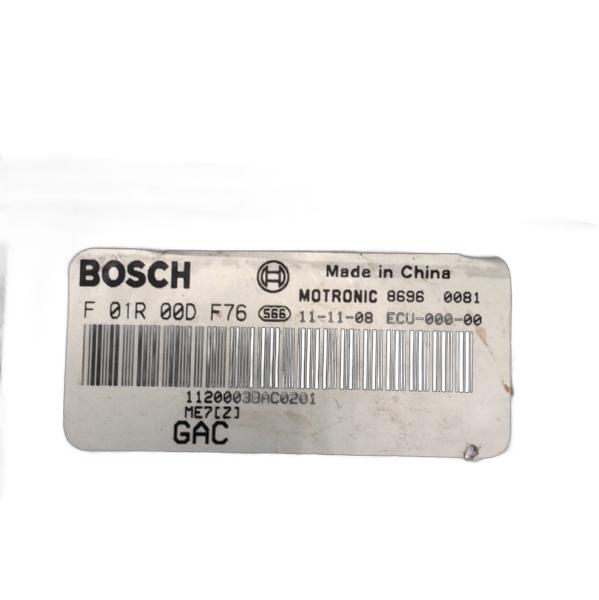 BOSCH Made in China
MOTRONIC 8696 0081
F 01R 00D F76 S66 11-11-08 ECU-000-00
1120003BAC0201
ME7[Z]
GAC